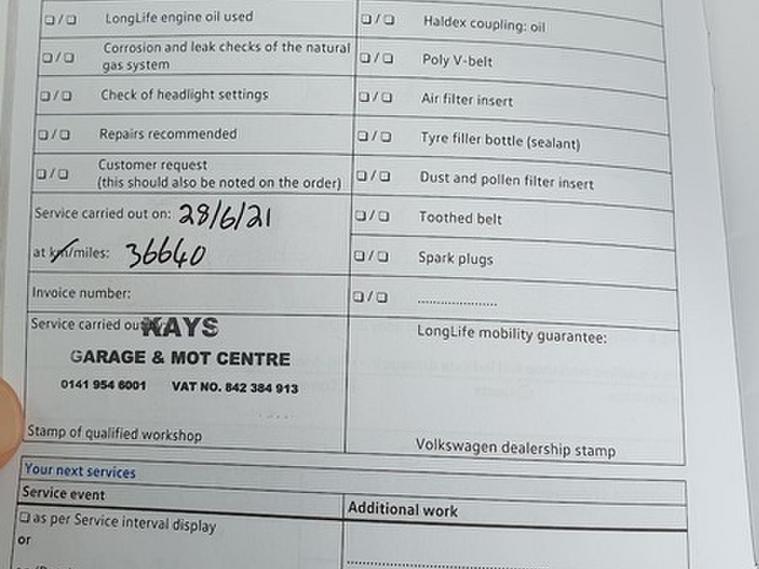 ❏ / ❏ LongLife engine oil used
❏ / ❏ Corrosion and leak checks of the natural
gas system
❏ / ❏ Check of headlight settings
❏ / ❏ Repairs recommended
❏ / ❏ Customer request
(this should also be noted on the order)
Service carried out on: 28/6/21
at km/miles: 36640
Invoice number:
Service carried out
KAYS
GARAGE & MOT CENTRE
0141 954 6001 VAT NO. 842 384 913
Stamp of qualified workshop
❏ / ❏ Haldex coupling: oil
❏ / ❏ Poly V-belt
❏ / ❏ Air filter insert
❏ / ❏ Tyre filler bottle (sealant)
❏ / ❏ Dust and pollen filter insert
❏ / ❏ Toothed belt
❏ / ❏ Spark plugs
❏ / ❏ ....................
LongLife mobility guarantee:
Volkswagen dealership stamp
Your next services
Service event
Additional work
❏ as per Service interval display
or